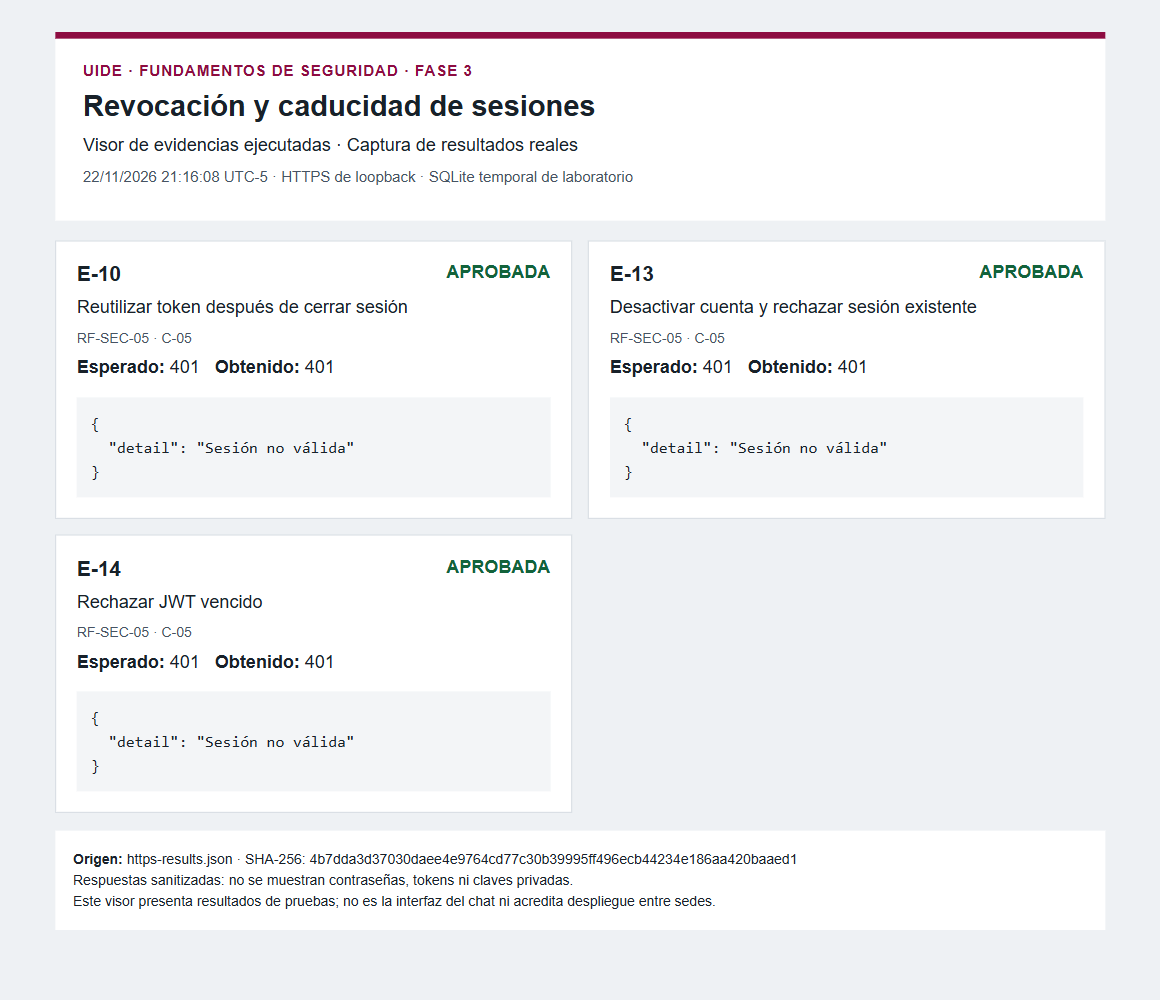 UIDE · FUNDAMENTOS DE SEGURIDAD · FASE 3
Revocación y caducidad de sesiones
Visor de evidencias ejecutadas · Captura de resultados reales
22/11/2026 21:16:08 UTC-5 · HTTPS de loopback · SQLite temporal de laboratorio
E-10 APROBADA
Reutilizar token después de cerrar sesión
RF-SEC-05 · C-05
Esperado: 401 Obtenido: 401
{
  "detail": "Sesión no válida"
}
E-13 APROBADA
Desactivar cuenta y rechazar sesión existente
RF-SEC-05 · C-05
Esperado: 401 Obtenido: 401
{
  "detail": "Sesión no válida"
}
E-14 APROBADA
Rechazar JWT vencido
RF-SEC-05 · C-05
Esperado: 401 Obtenido: 401
{
  "detail": "Sesión no válida"
}
Origen: https-results.json · SHA-256: 4b7dda3d37030daee4e9764cd77c30b39995ff496ecb44234e186aa420baaed1
Respuestas sanitizadas: no se muestran contraseñas, tokens ni claves privadas.
Este visor presenta resultados de pruebas; no es la interfaz del chat ni acredita despliegue entre sedes.